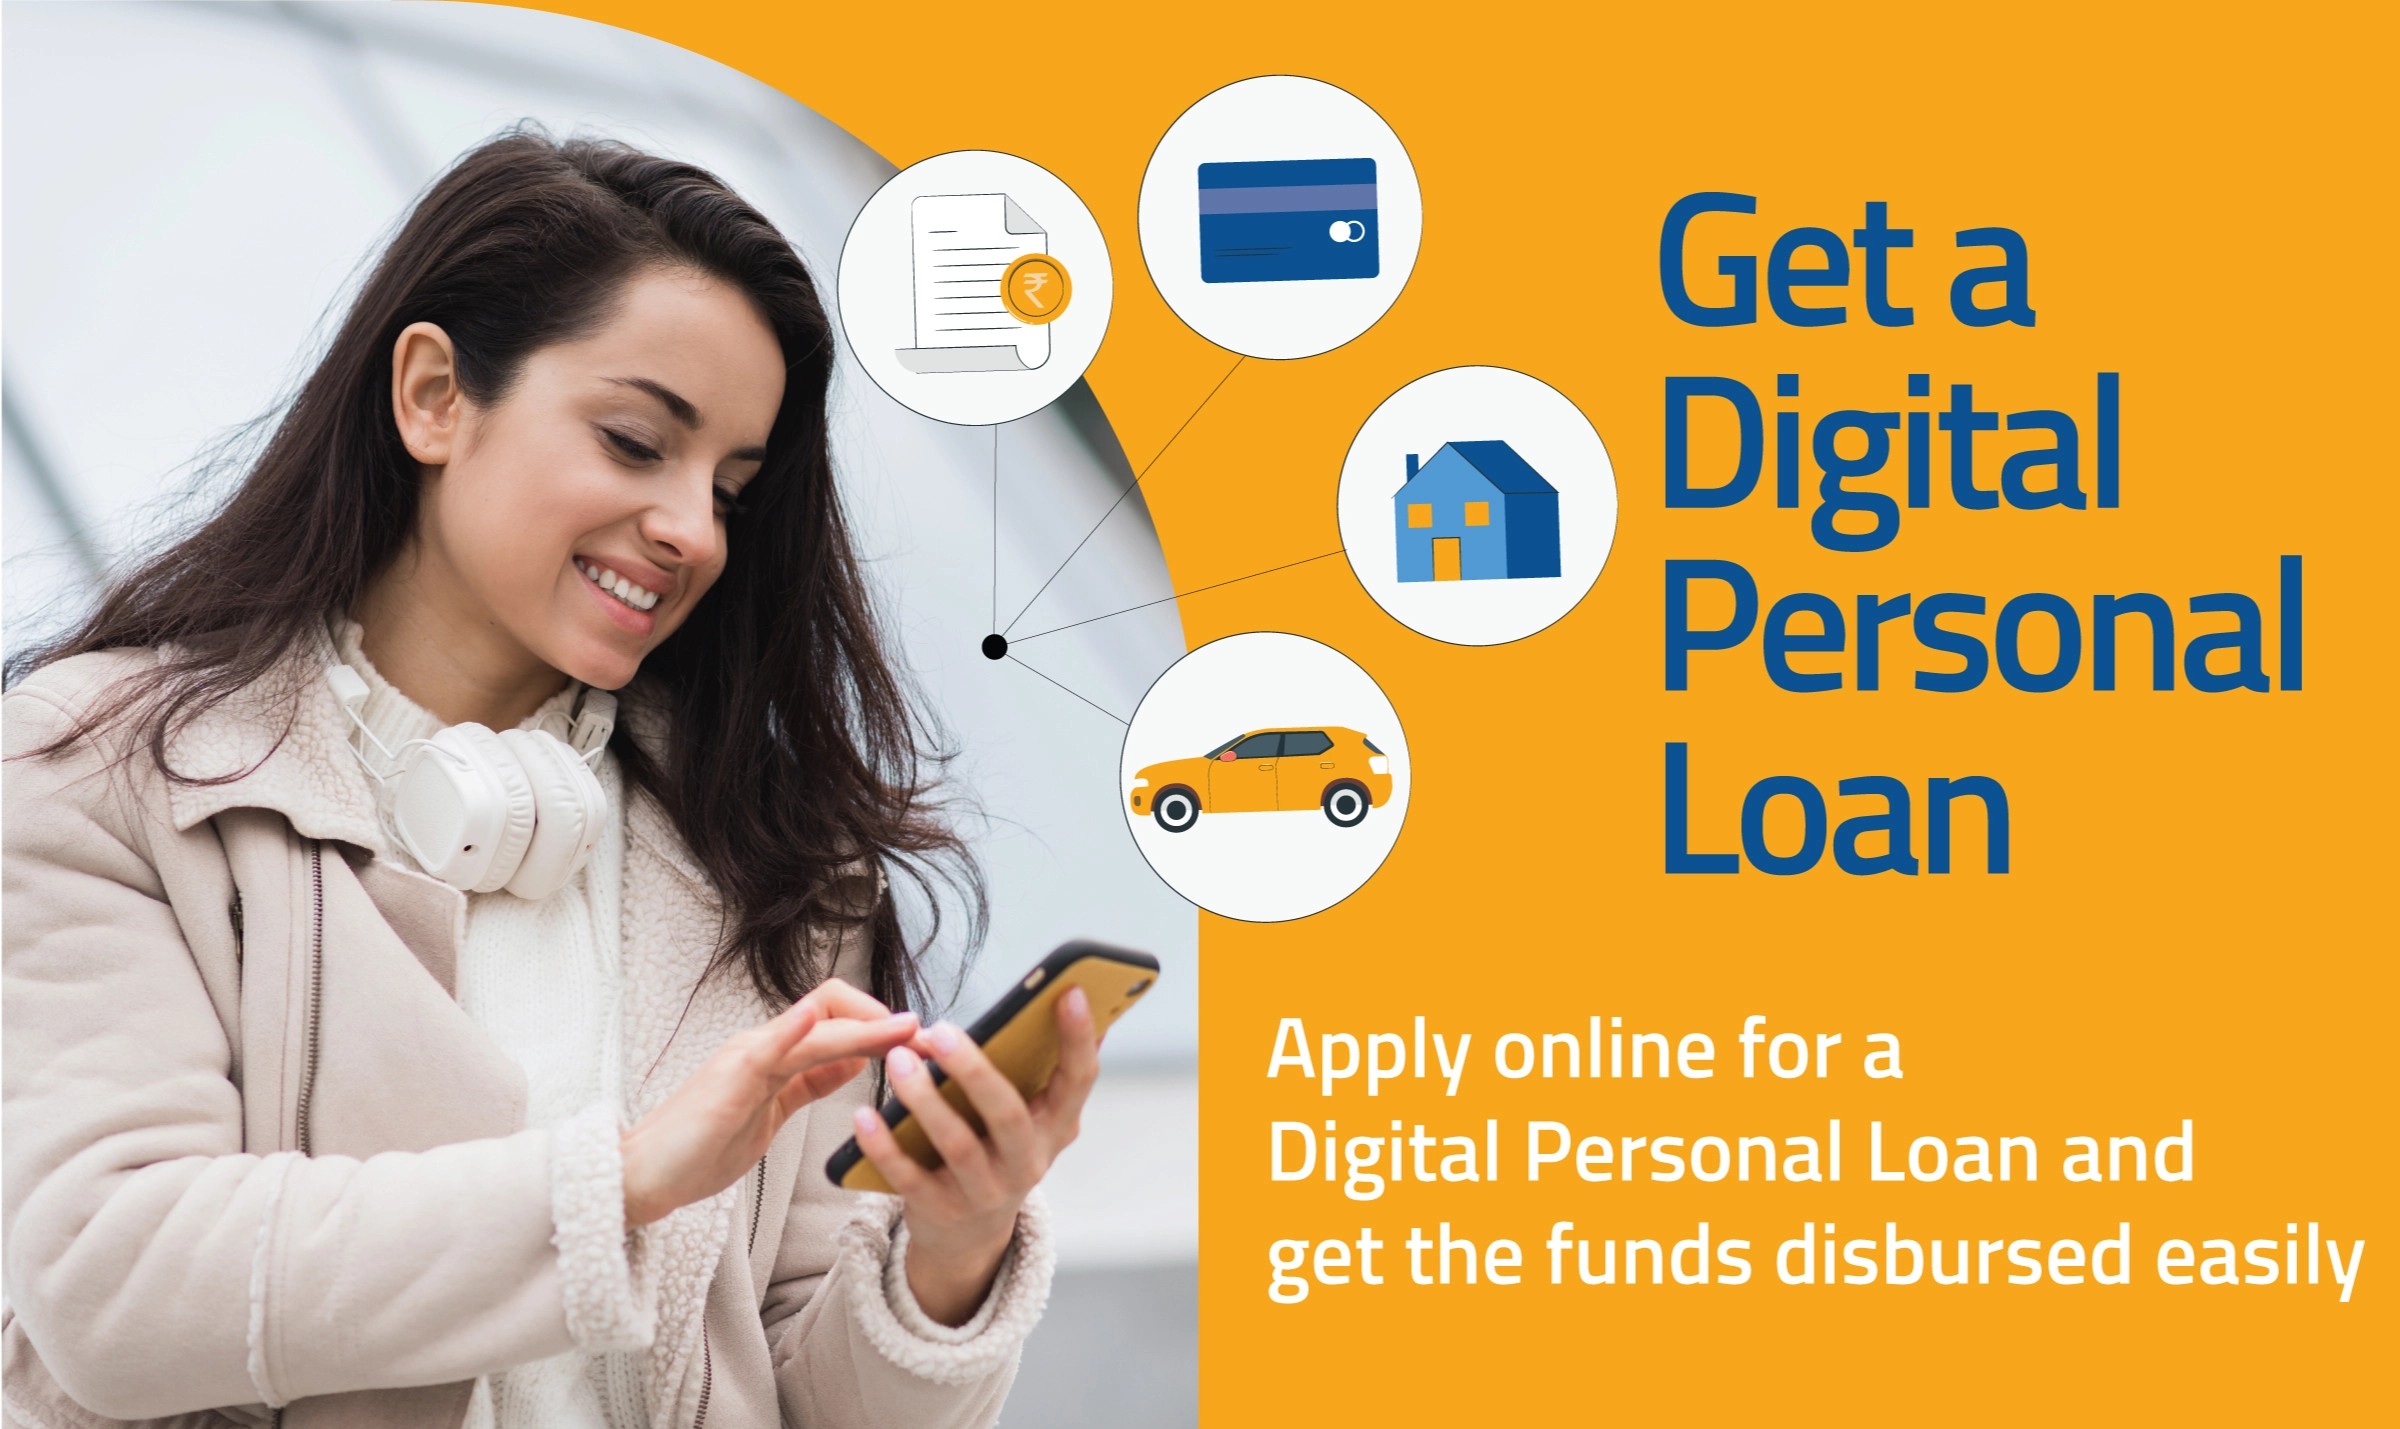 ₹
Get a
Digital
Personal
Loan
Apply online for a
Digital Personal Loan and
get the funds disbursed easily